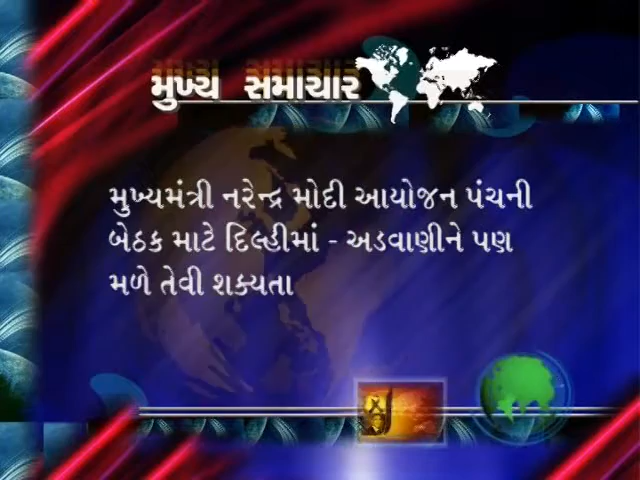 મુખ્ય સમાચાર
મુખ્યમંત્રી નરેન્દ્ર મોદી આયોજન પંચની
બેઠક માટે દિલ્હીમાં - અડવાણીને પણ
મળે તેવી શક્યતા